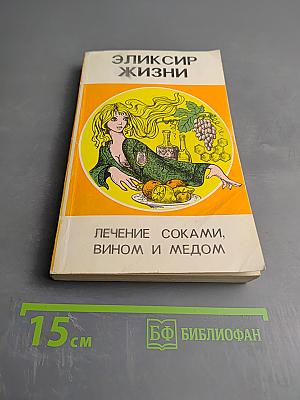 ЭЛИКСИР
ЖИЗНИ
ЛЕЧЕНИЕ СОКАМИ,
ВИНОМ И МЕДОМ
15 см
БФ БИБЛИОФАН